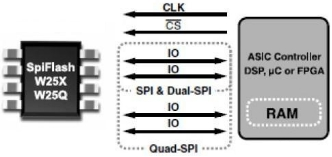 SpiFlash
W25X
W25Q
CLK
CS
IO
IO
SPI & Dual-SPI
IO
IO
Quad-SPI
ASIC Controller
DSP, µC or FPGA
RAM